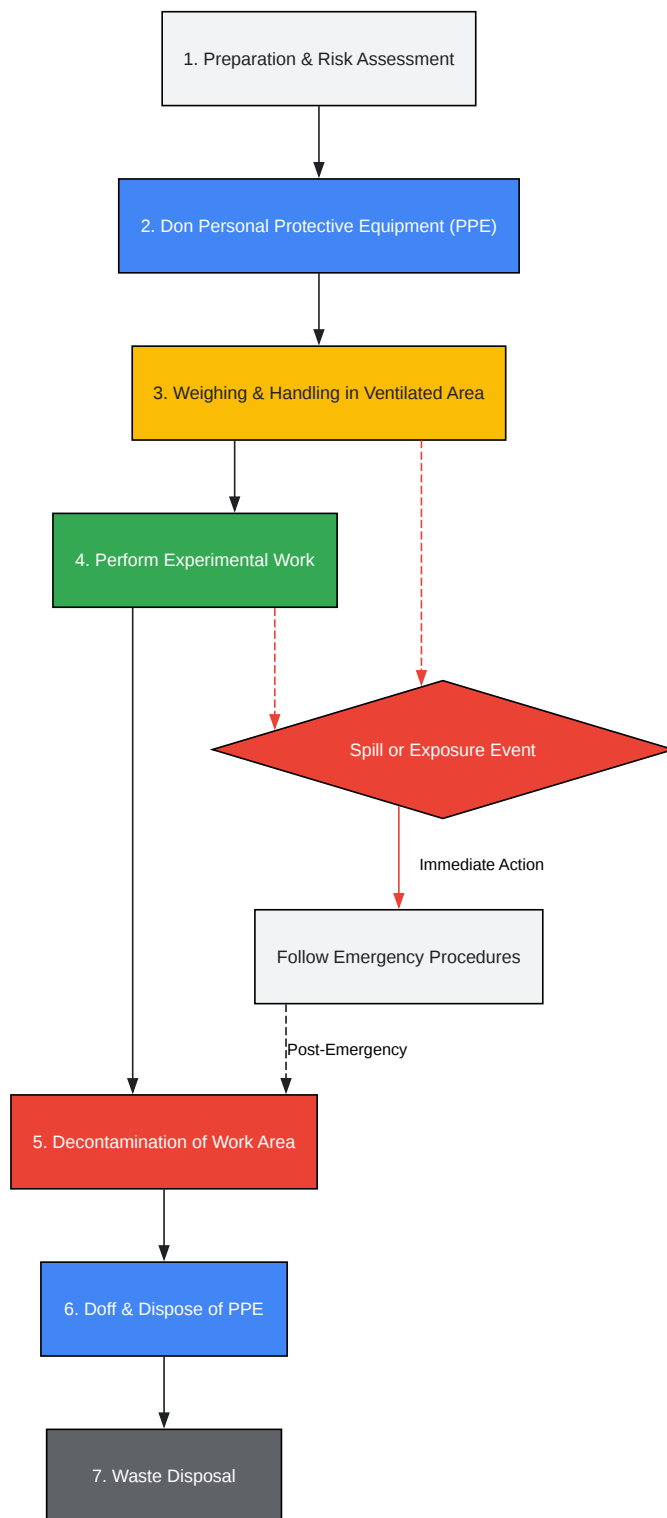 1. Preparation & Risk Assessment
2. Don Personal Protective Equipment (PPE)
3. Weighing & Handling in Ventilated Area
4. Perform Experimental Work
Spill or Exposure Event
Immediate Action
Follow Emergency Procedures
Post-Emergency
5. Decontamination of Work Area
6. Doff & Dispose of PPE
7. Waste Disposal